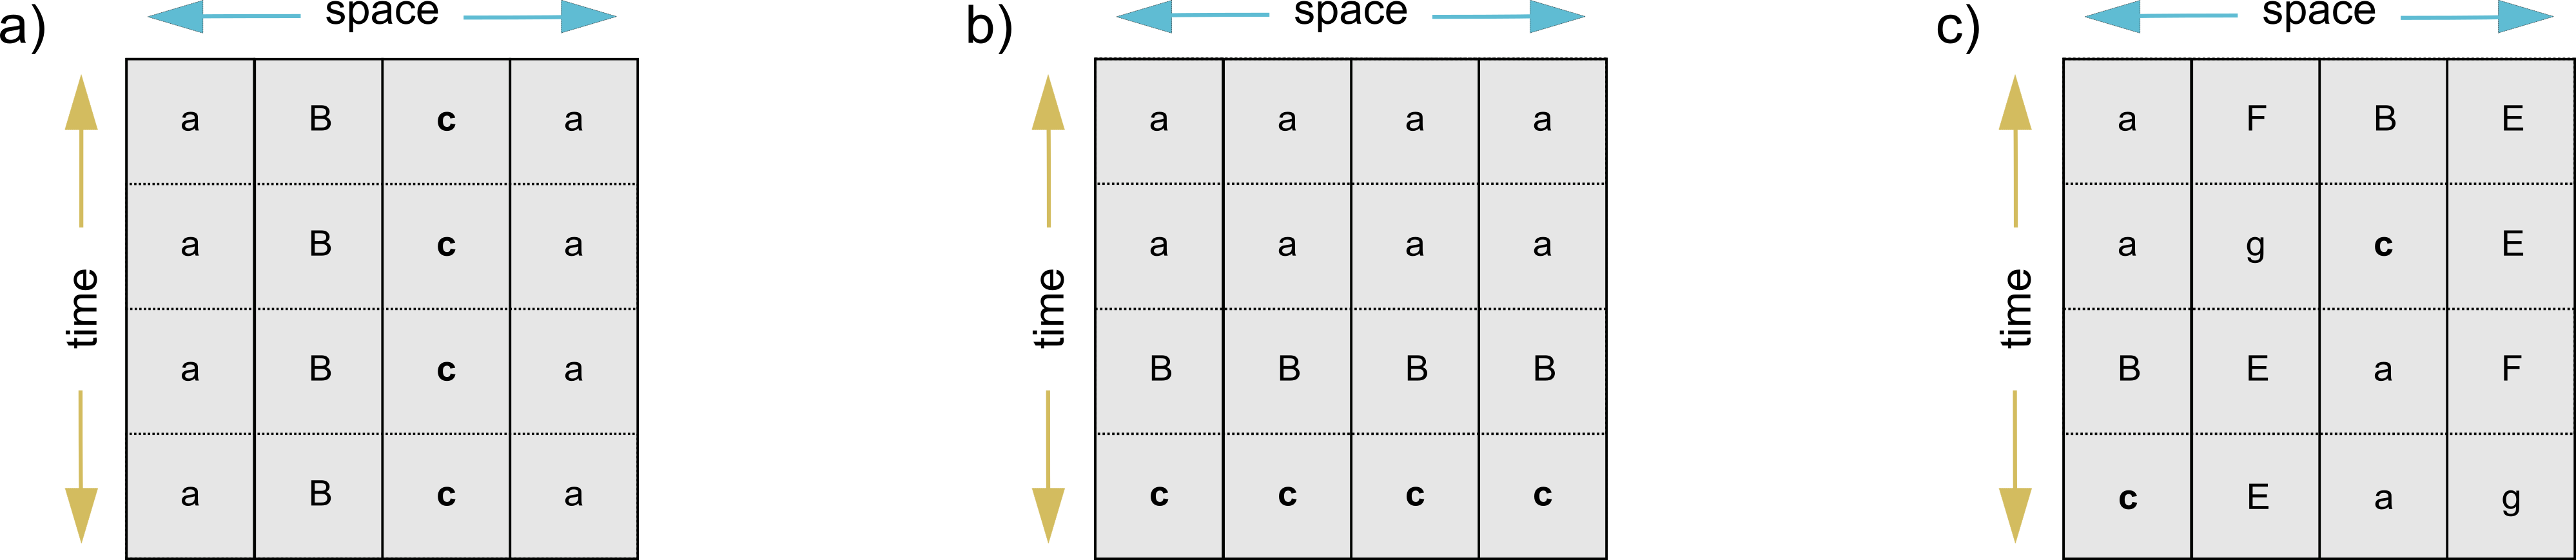 a) space b) space c) space
a B c a a a a a a F B E
a B c a a a a a a g c E
time time time
a B c a B B B B B E a F
a B c a c c c c c E a g